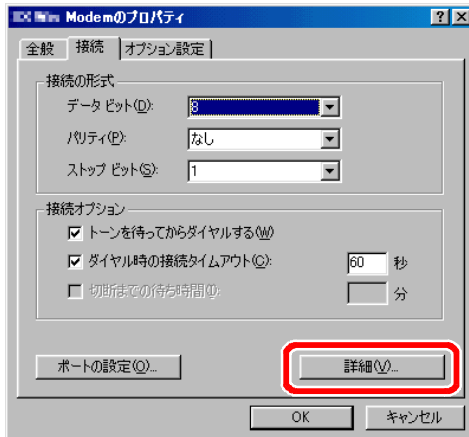 Modemのプロパティ
全般 接続 オプション設定
接続の形式
データ ビット(D): 8
パリティ(P): なし
ストップ ビット(S): 1
接続オプション
トーンを待ってからダイヤルする(W)
ダイヤル時の接続タイムアウト(C): 60 秒
切断までの待ち時間(I): 分
ポートの設定(O)... 詳細(V)...
OK キャンセル